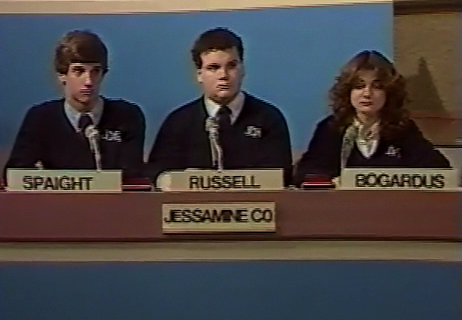 SPAIGHT
RUSSELL
BOGARDUS
JESSAMINE CO